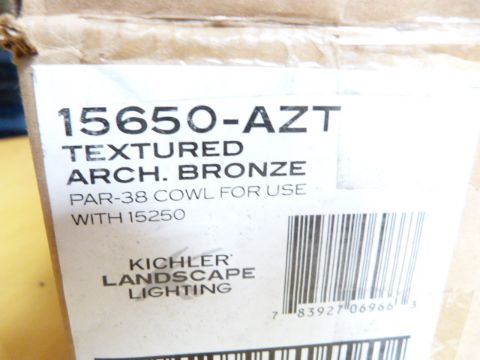 15650-AZT
TEXTURED
ARCH. BRONZE
PAR-38 COWL FOR USE
WITH 15250
KICHLER®
LANDSCAPE
LIGHTING
7 83927 06966 3